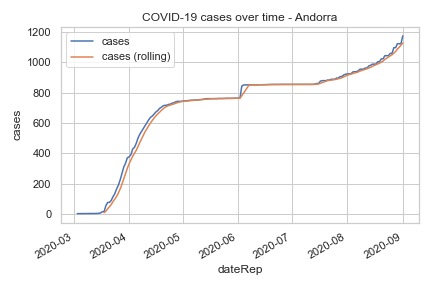 COVID-19 cases over time - Andorra
cases
cases (rolling)
1200
1000
800
600
400
200
0
cases
2020-03
2020-04
2020-05
2020-06
2020-07
2020-08
2020-09
dateRep